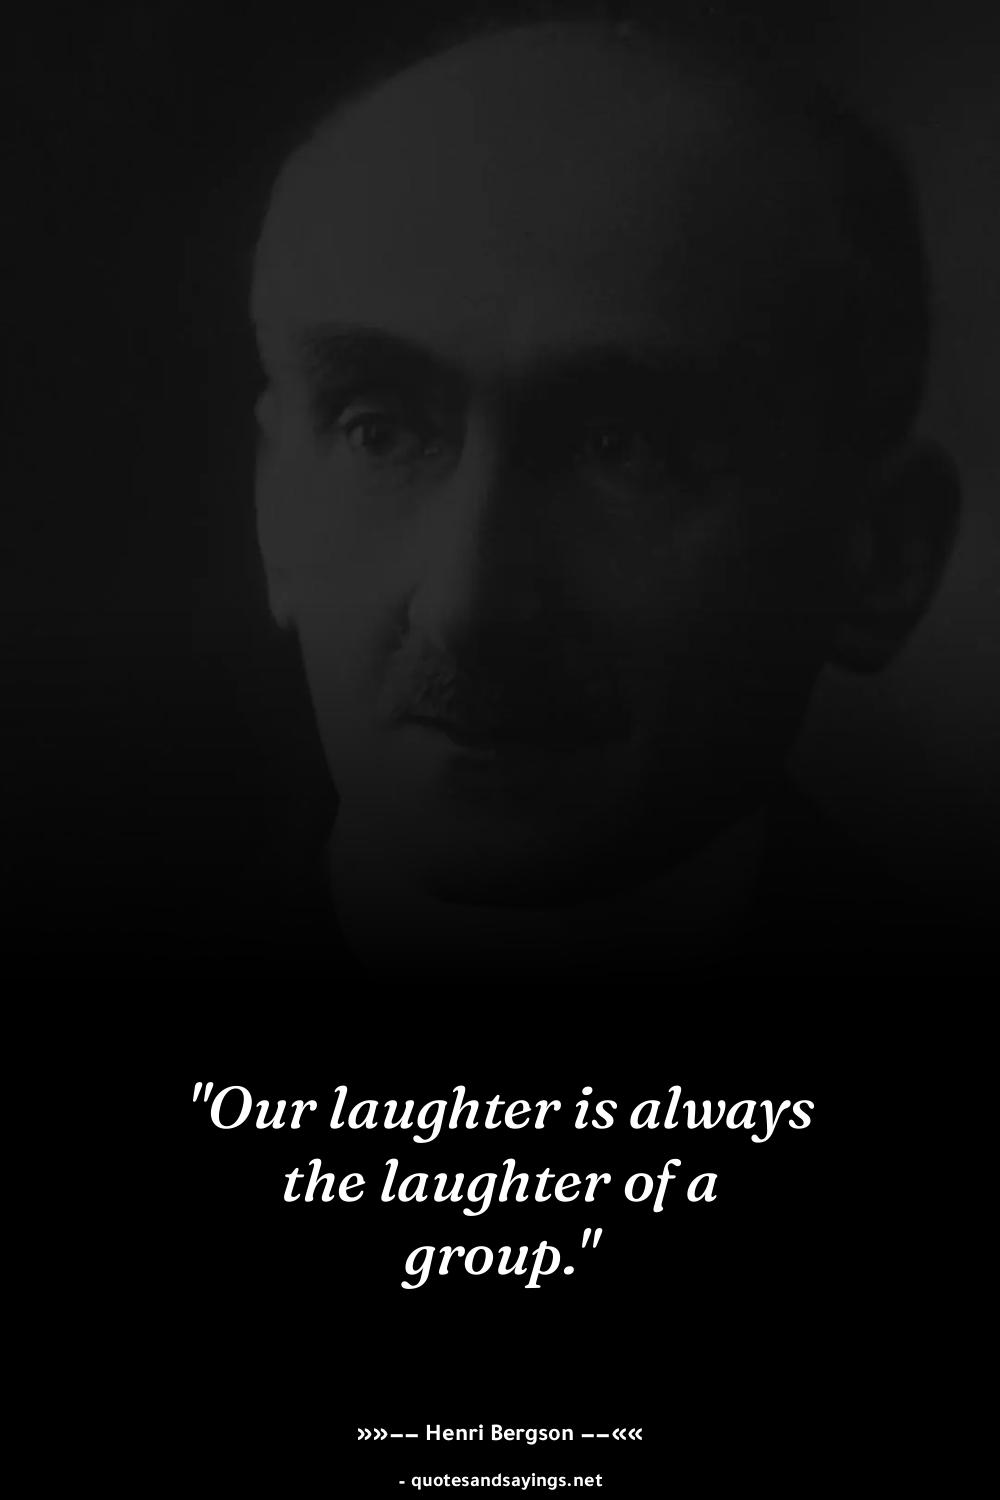 "Our laughter is always
the laughter of a
group."
»»–– Henri Bergson ––««
- quotesandsayings.net